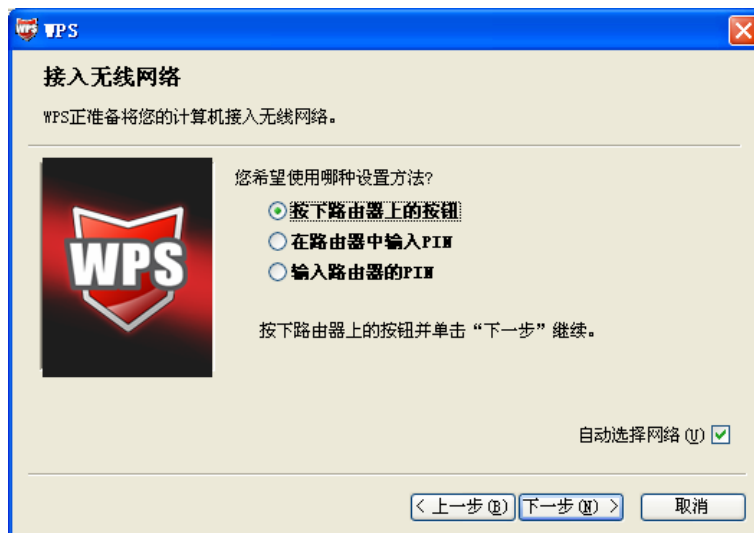 WPS
接入无线网络
WPS正准备将您的计算机接入无线网络。
您希望使用哪种设置方法?
按下路由器上的按钮
在路由器中输入PIN
WPS
输入路由器的PIN
按下路由器上的按钮并单击“下一步”继续。
自动选择网络(U)
< 上一步(B)
下一步(N) >
取消